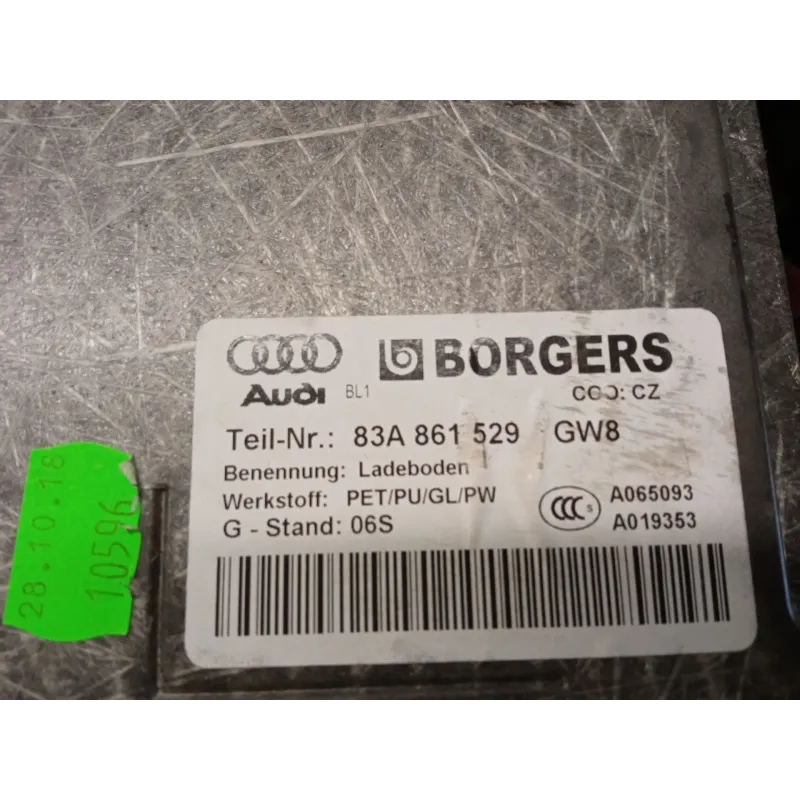 BORGERS
Audi BL1
COO: CZ
Teil-Nr.: 83A 861 529 GW8
Benennung: Ladeboden
Werkstoff: PET/PU/GL/PW
G - Stand: 06S
CCC S
A065093
A019353
28.10.18
10596